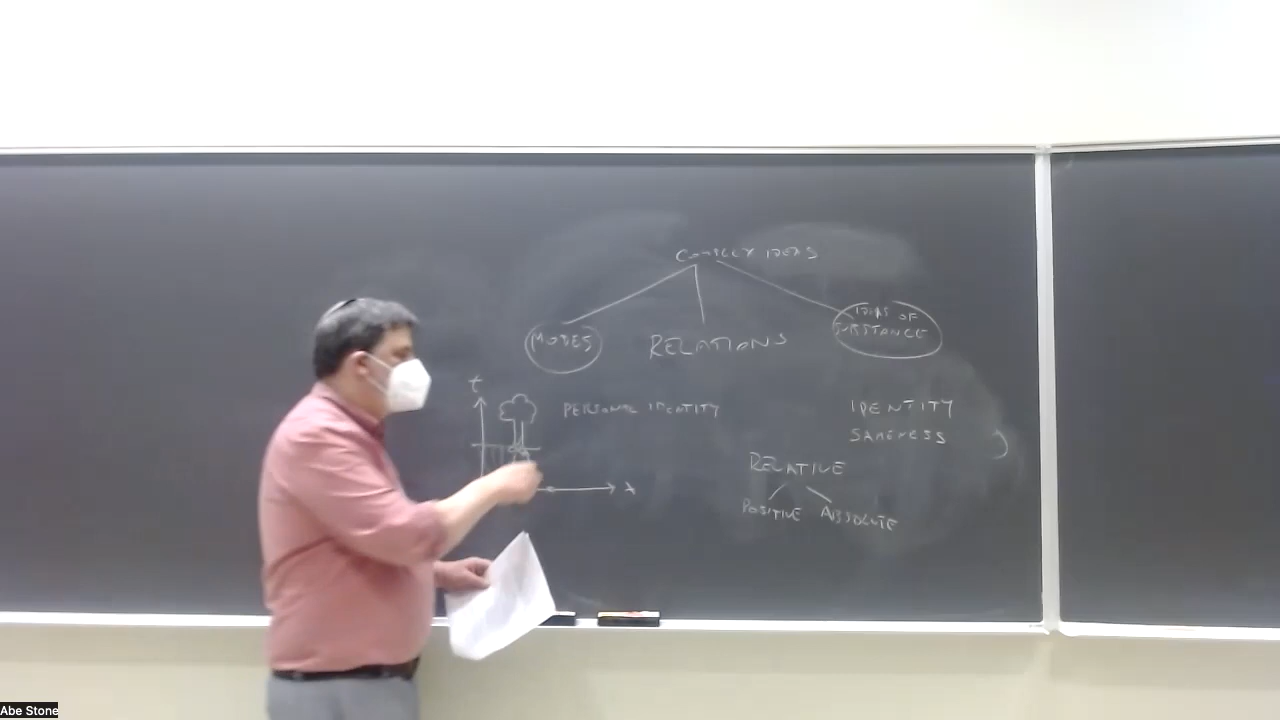 COMPLEX IDEAS
MODES
RELATIONS
IDEAS OF
SUBSTANCE
t
PERSONAL IDENTITY
IDENTITY
SAMENESS
RELATIVE
x
POSITIVE ABSOLUTE
Abe Stone